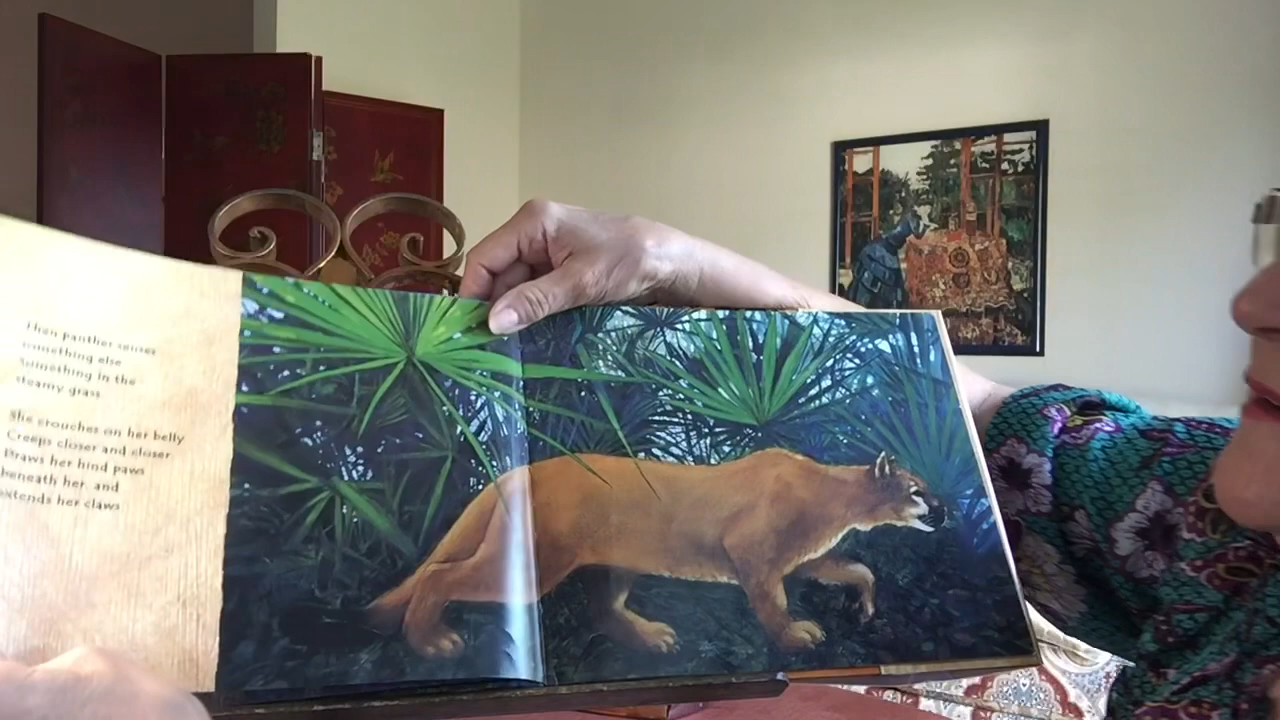 Then panther senses
something else
Something in the
steamy grass
She crouches on her belly
Creeps closer and closer
Draws her hind paws
beneath her, and
extends her claws